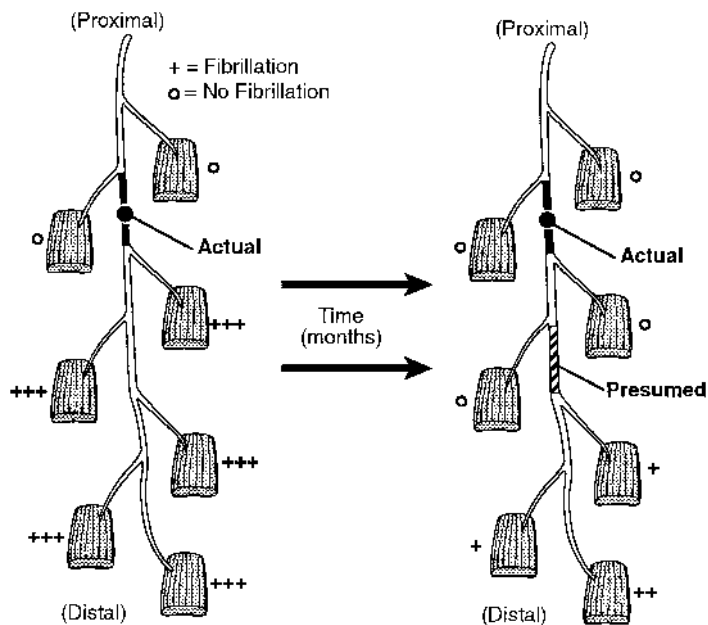 (Proximal)
+ = Fibrillation
o = No Fibrillation
o
o
Actual
+++
+++
+++
+++
+++
(Distal)
Time
(months)
(Proximal)
o
o
Actual
o
Presumed
o
+
+
++
(Distal)